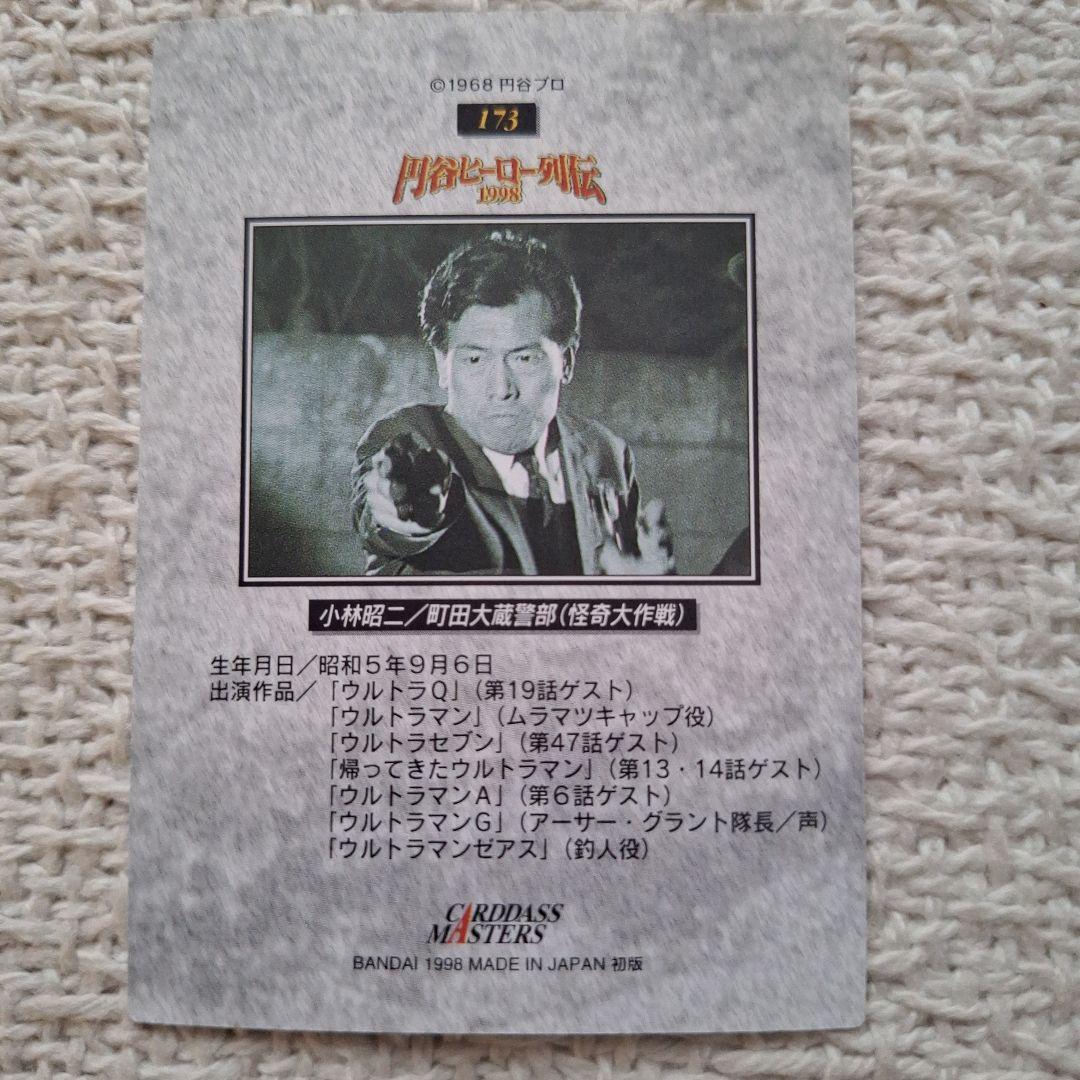 ©1968 円谷プロ
173
円谷ヒーロー列伝
1998
小林昭二／町田大蔵警部(怪奇大作戦)
生年月日／昭和5年9月6日
出演作品／「ウルトラQ」(第19話ゲスト)
「ウルトラマン」(ムラマツキャップ役)
「ウルトラセブン」(第47話ゲスト)
「帰ってきたウルトラマン」(第13・14話ゲスト)
「ウルトラマンA」(第6話ゲスト)
「ウルトラマンG」(アーサー・グラント隊長／声)
「ウルトラマンゼアス」(釣人役)
CARDDASS
MASTERS
BANDAI 1998 MADE IN JAPAN 初版